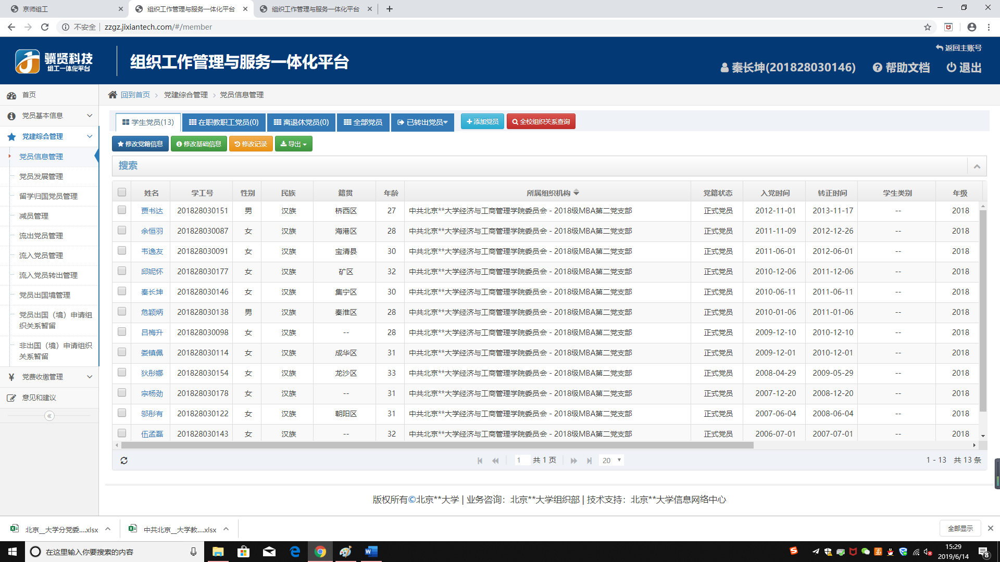 京师组工
组织工作管理与服务一体化平台
组织工作管理与服务一体化平台
不安全 zzgz.jixiantech.com/#/member
骥贤科技
组工一体化平台
组织工作管理与服务一体化平台
返回主账号
秦长坤(201828030146) 帮助文档 退出
首页
党员基本信息
党建综合管理
党员信息管理
党员发展管理
留学归国党员管理
减员管理
流出党员管理
流入党员管理
流入党员转出管理
党员出国境管理
党员出国（境）申请组
织关系暂留
非出国（境）申请组织
关系暂留
党费收缴管理
意见和建议
回到首页 党建综合管理 党员信息管理
学生党员(13) 在职教职工党员(0) 离退休党员(0) 全部党员 已转出党员 添加党员 全校组织关系查询
修改党籍信息 修改基础信息 修改记录 导出
搜索
姓名 学工号 性别 民族 籍贯 年龄 所属组织机构 党籍状态 入党时间 转正时间 学生类别 年级
贾书达 201828030151 男 汉族 桥西区 27 中共北京**大学经济与工商管理学院委员会 - 2018级MBA第二党支部 正式党员 2012-11-01 2013-11-17 -- 2018
余恒羽 201828030087 女 汉族 海港区 28 中共北京**大学经济与工商管理学院委员会 - 2018级MBA第二党支部 正式党员 2011-11-09 2012-12-26 -- 2018
韦逸友 201828030091 女 汉族 宝清县 30 中共北京**大学经济与工商管理学院委员会 - 2018级MBA第二党支部 正式党员 2011-06-01 2012-06-01 -- 2018
邱妮怀 201828030177 女 汉族 矿区 32 中共北京**大学经济与工商管理学院委员会 - 2018级MBA第二党支部 正式党员 2010-12-06 2011-12-06 -- 2018
秦长坤 201828030146 女 汉族 集宁区 30 中共北京**大学经济与工商管理学院委员会 - 2018级MBA第二党支部 正式党员 2010-06-11 2011-06-11 -- 2018
危颖炳 201828030138 男 汉族 秦淮区 28 中共北京**大学经济与工商管理学院委员会 - 2018级MBA第二党支部 正式党员 2010-01-06 2011-01-06 -- 2018
吕梅升 201828030098 女 汉族 -- 28 中共北京**大学经济与工商管理学院委员会 - 2018级MBA第二党支部 正式党员 2009-12-10 2010-12-10 -- 2018
娄镇佩 201828030114 女 汉族 成华区 31 中共北京**大学经济与工商管理学院委员会 - 2018级MBA第二党支部 正式党员 2009-12-01 2010-12-01 -- 2018
狄彤娜 201828030154 女 汉族 龙沙区 33 中共北京**大学经济与工商管理学院委员会 - 2018级MBA第二党支部 正式党员 2008-04-29 2009-05-29 -- 2018
宗杨劲 201828030178 女 汉族 -- 31 中共北京**大学经济与工商管理学院委员会 - 2018级MBA第二党支部 正式党员 2007-12-20 2008-12-20 -- 2018
邬彤有 201828030122 女 汉族 朝阳区 31 中共北京**大学经济与工商管理学院委员会 - 2018级MBA第二党支部 正式党员 2007-06-04 2008-06-04 -- 2018
伍孟磊 201828030143 女 汉族 -- 32 中共北京**大学经济与工商管理学院委员会 - 2018级MBA第二党支部 正式党员 2006-07-01 2007-07-01 -- 2018
1 共 1 页 20 1 - 13 共 13 条
版权所有©北京**大学 | 业务咨询：北京**大学组织部 | 技术支持：北京**大学信息网络中心
北京__大学分党委....xlsx 中共北京__大学教....xlsx 全部显示
在这里输入你要搜索的内容
15:29
2019/6/14
8